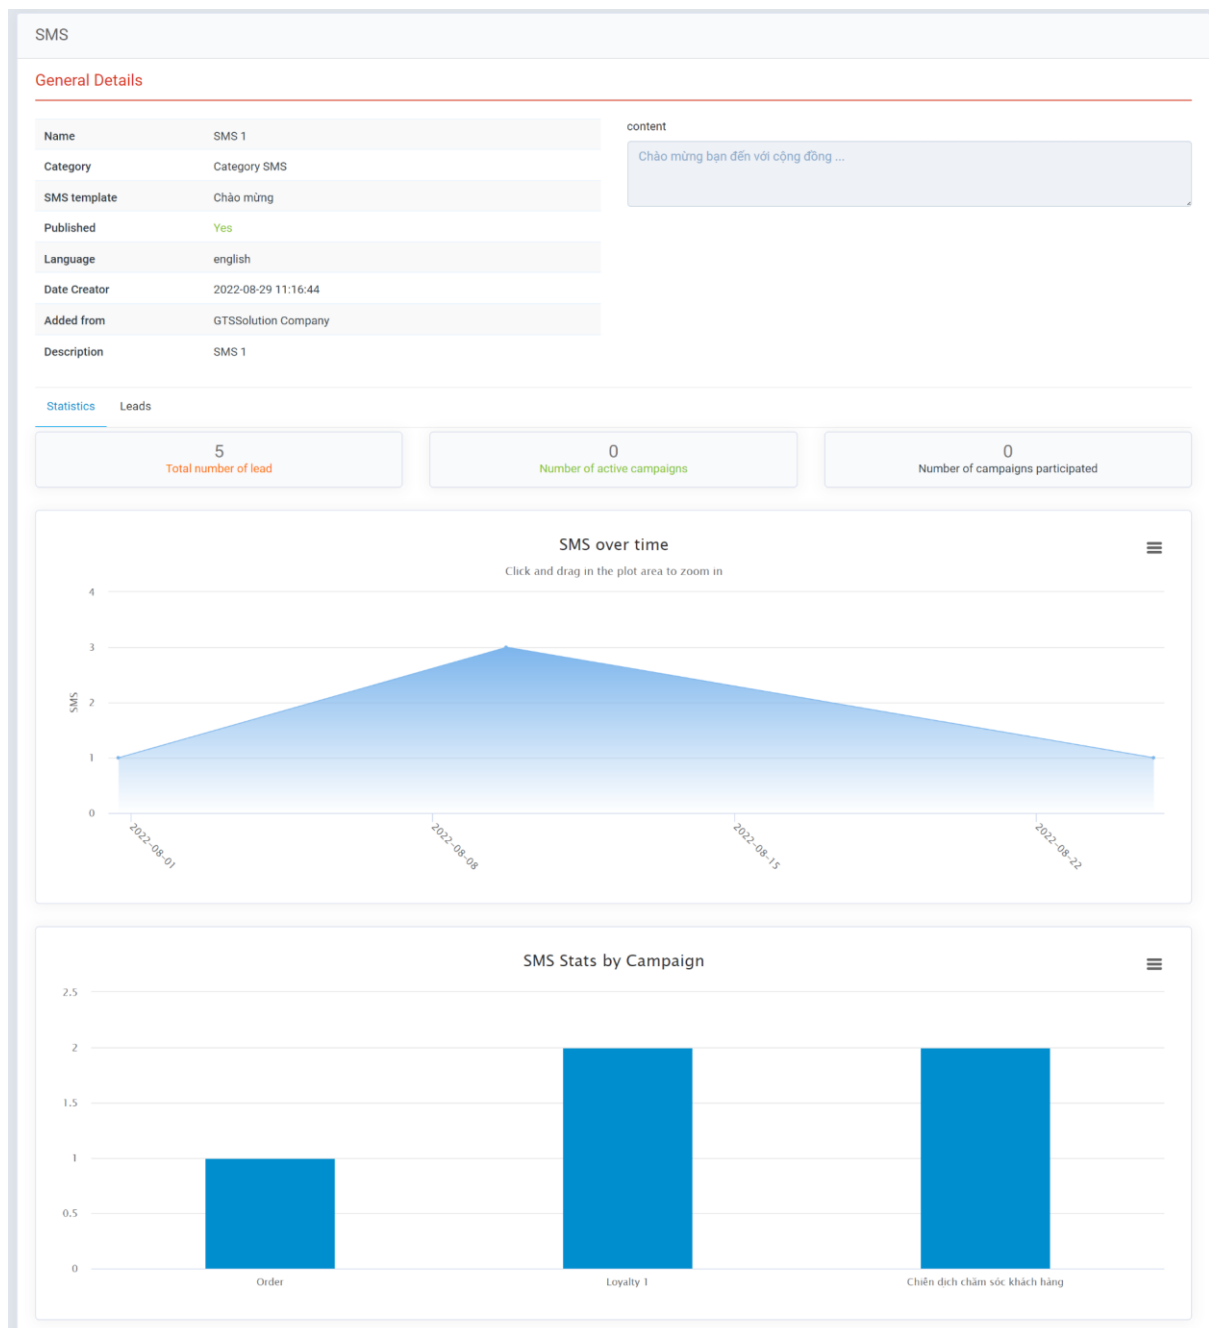 SMS
General Details
Name SMS 1
Category Category SMS
SMS template Chào mừng
Published Yes
Language english
Date Creator 2022-08-29 11:16:44
Added from GTSSolution Company
Description SMS 1
content
Chào mừng bạn đến với cộng đồng ...
Statistics Leads
5
Total number of lead
0
Number of active campaigns
0
Number of campaigns participated
SMS over time
Click and drag in the plot area to zoom in
4
3
2
1
0
SMS
2022-08-01 2022-08-08 2022-08-15 2022-08-22
SMS Stats by Campaign
2.5
2
1.5
1
0.5
0
Order Loyalty 1 Chiến dịch chăm sóc khách hàng